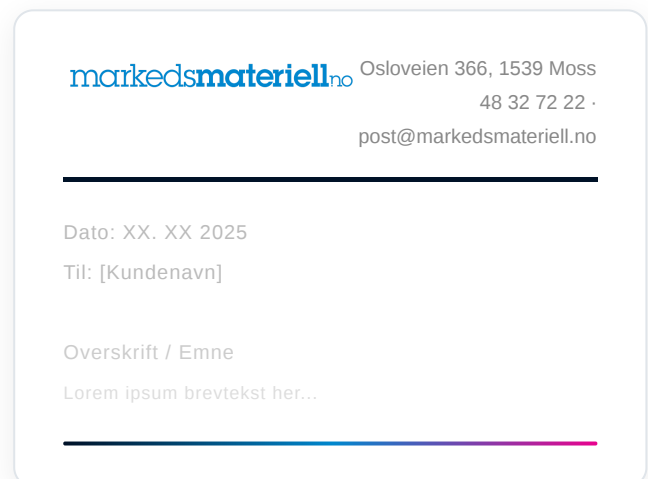 markedsmateriell.no
Osloveien 366, 1539 Moss
48 32 72 22 ·
post@markedsmateriell.no
Dato: XX. XX 2025
Til: [Kundenavn]
Overskrift / Emne
Lorem ipsum brevtekst her...